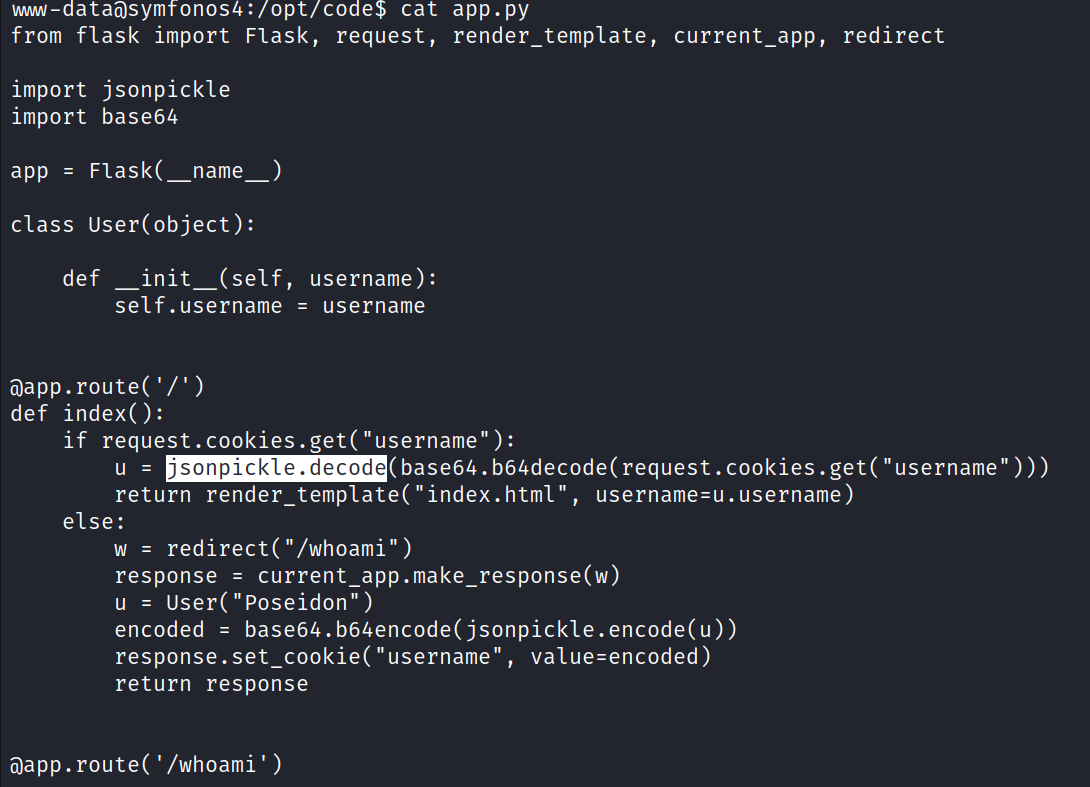 www-data@symfonos4:/opt/code$ cat app.py
from flask import Flask, request, render_template, current_app, redirect

import jsonpickle
import base64

app = Flask(__name__)

class User(object):

    def __init__(self, username):
        self.username = username


@app.route('/')
def index():
    if request.cookies.get("username"):
        u = jsonpickle.decode(base64.b64decode(request.cookies.get("username")))
        return render_template("index.html", username=u.username)
    else:
        w = redirect("/whoami")
        response = current_app.make_response(w)
        u = User("Poseidon")
        encoded = base64.b64encode(jsonpickle.encode(u))
        response.set_cookie("username", value=encoded)
        return response


@app.route('/whoami')